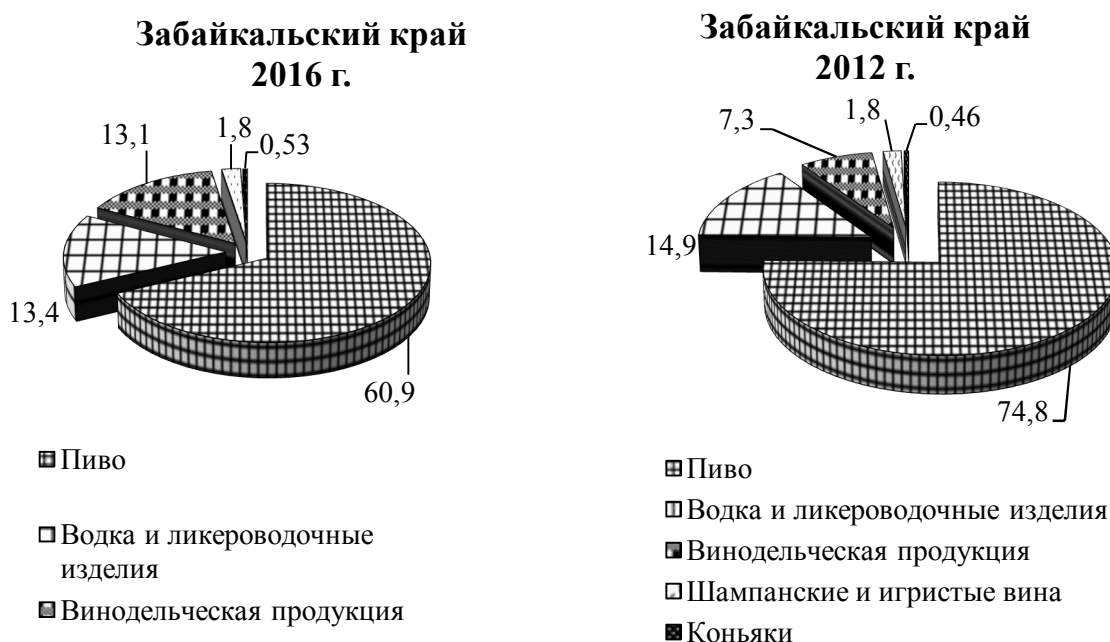 Забайкальский край
2016 г.
13,1
1,8
0,53
13,4
60,9
Пиво
Водка и ликероводочные
изделия
Винодельческая продукция
Забайкальский край
2012 г.
7,3
1,8
0,46
14,9
74,8
Пиво
Водка и ликероводочные изделия
Винодельческая продукция
Шампанские и игристые вина
Коньяки